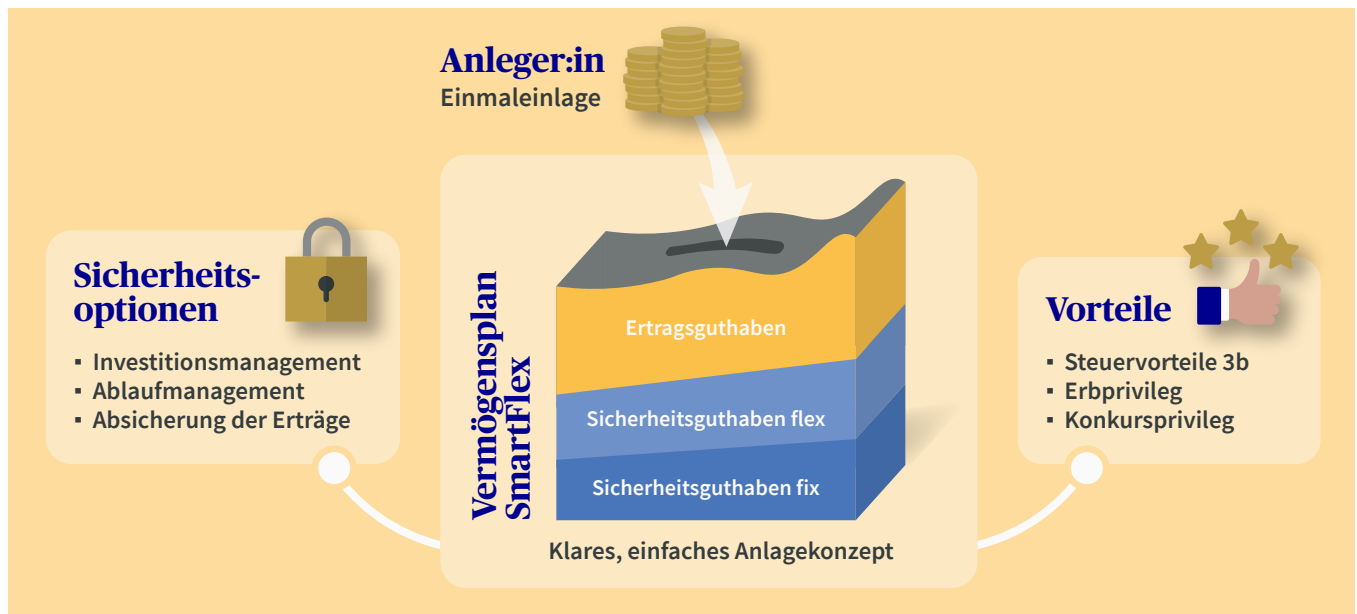 Anleger:in
Einmaleinlage
Sicherheits-
optionen
▪ Investitionsmanagement
▪ Ablaufmanagement
▪ Absicherung der Erträge
Vermögensplan
SmartFlex
Ertragsguthaben
Sicherheitsguthaben flex
Sicherheitsguthaben fix
Klares, einfaches Anlagekonzept
Vorteile
▪ Steuervorteile 3b
▪ Erbprivileg
▪ Konkursprivileg